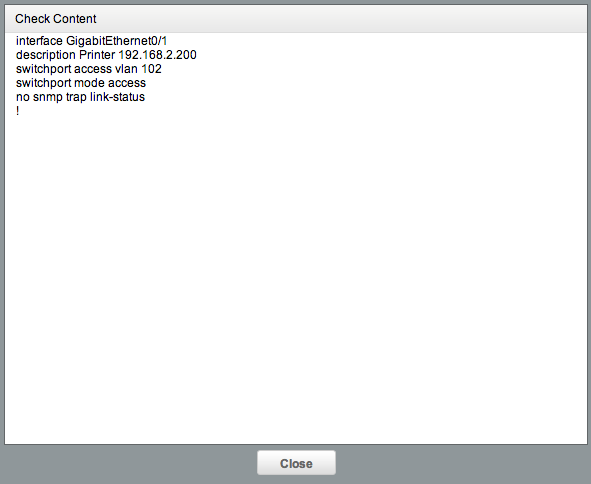 Check Content
interface GigabitEthernet0/1
description Printer 192.168.2.200
switchport access vlan 102
switchport mode access
no snmp trap link-status
!
Close